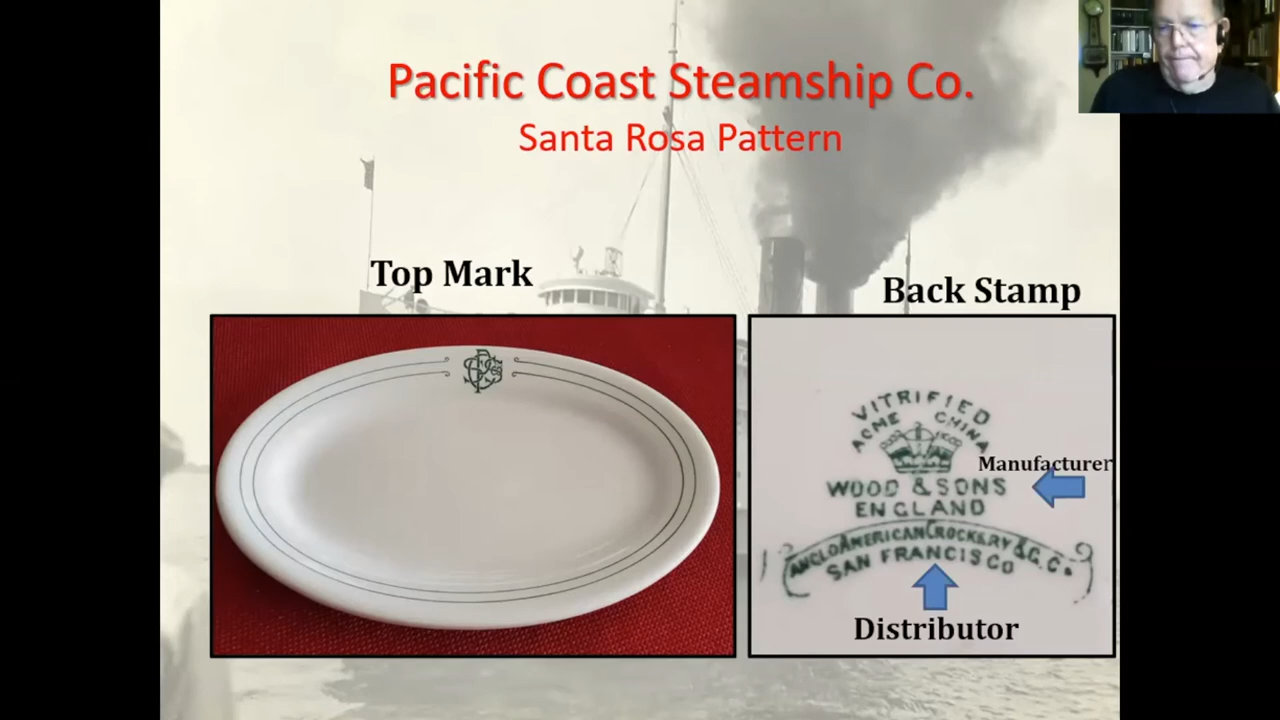 Pacific Coast Steamship Co.
Santa Rosa Pattern
Top Mark
Back Stamp
VITRIFIED
ACME CHINA
Manufacturer
WOOD & SONS
ENGLAND
ANGLO AMERICAN CROCKERY & G. C.
SAN FRANCISCO
Distributor